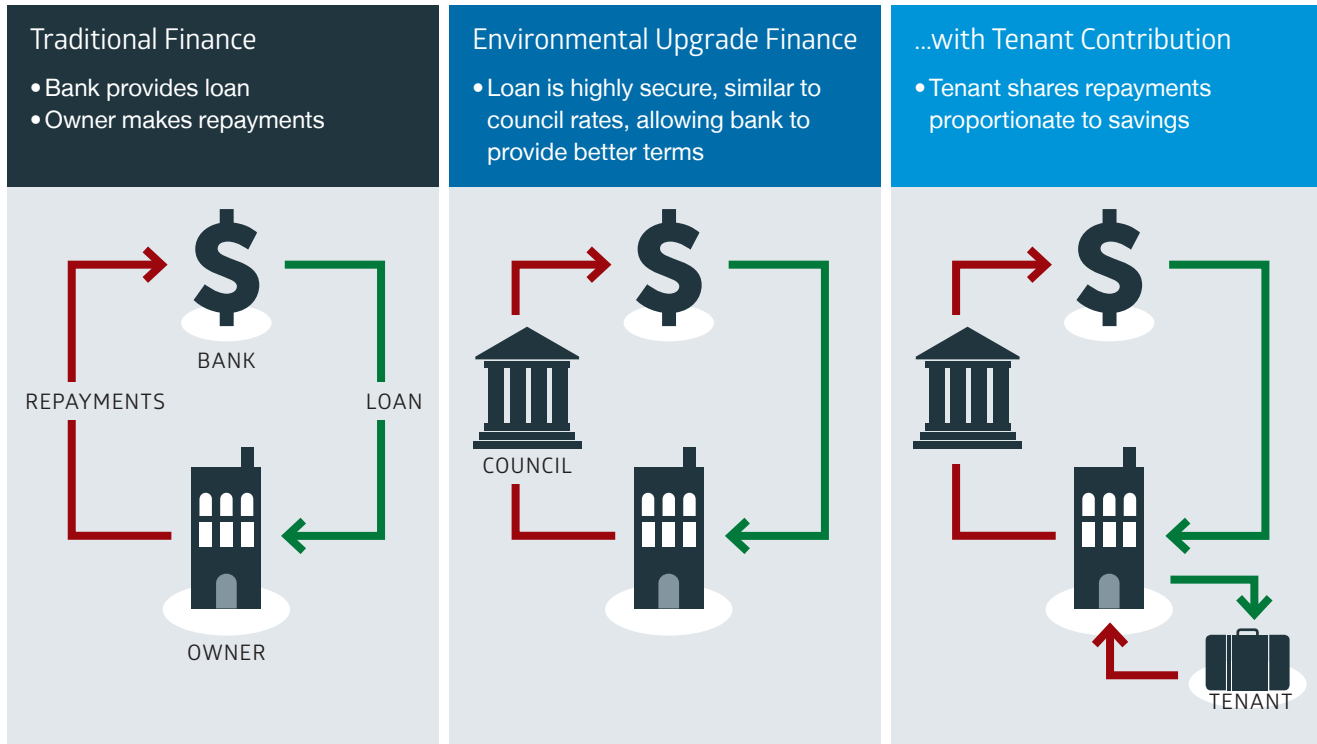 Traditional Finance
• Bank provides loan
• Owner makes repayments
BANK
REPAYMENTS
LOAN
OWNER
Environmental Upgrade Finance
• Loan is highly secure, similar to
council rates, allowing bank to
provide better terms
COUNCIL
...with Tenant Contribution
• Tenant shares repayments
proportionate to savings
TENANT